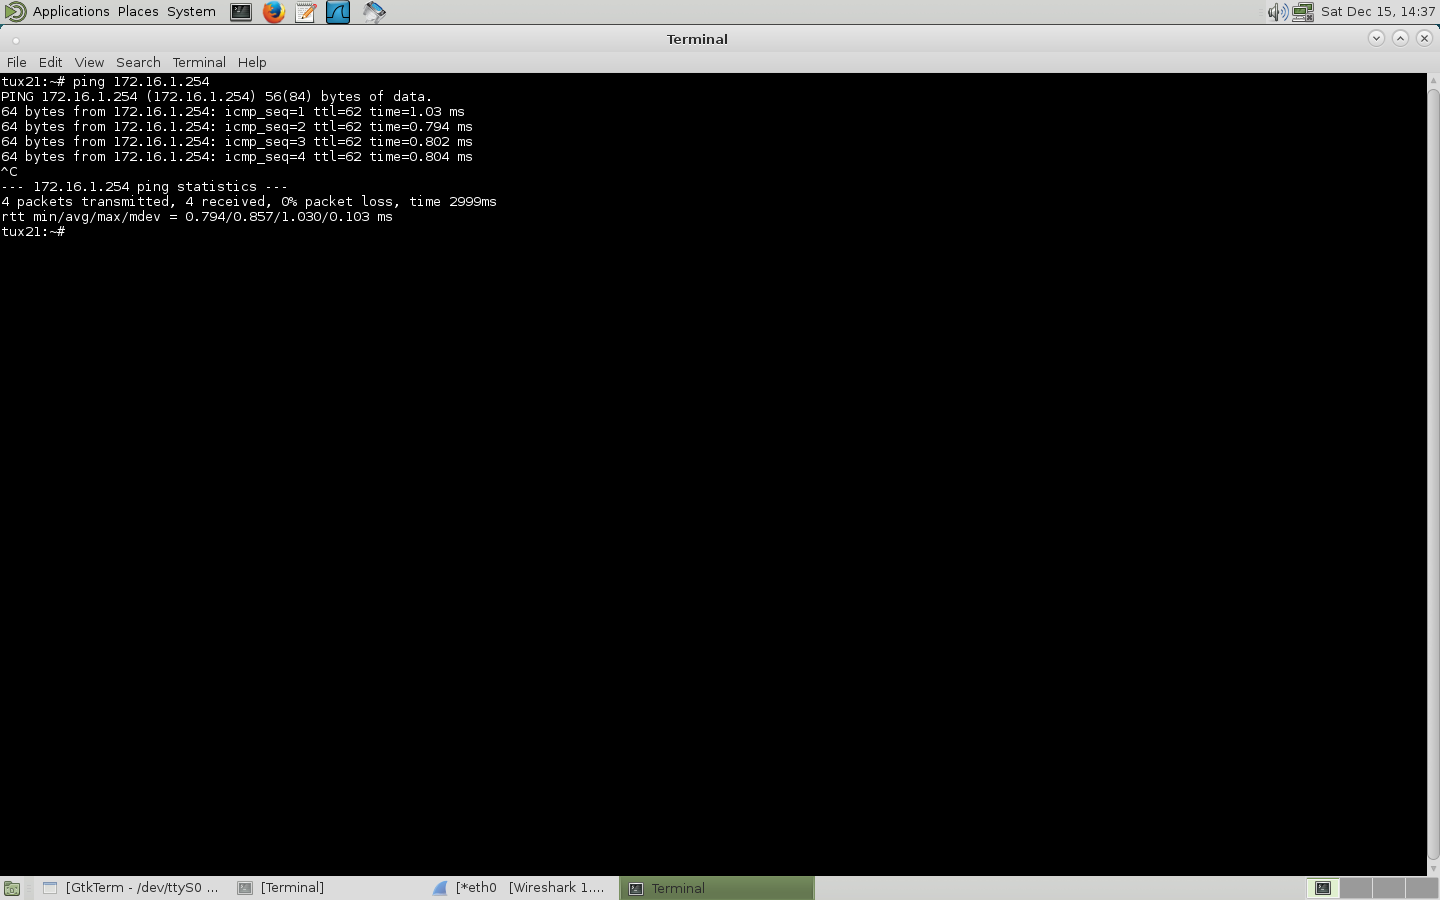 Applications Places System
Sat Dec 15, 14:37
Terminal
File Edit View Search Terminal Help
tux21:~# ping 172.16.1.254
PING 172.16.1.254 (172.16.1.254) 56(84) bytes of data.
64 bytes from 172.16.1.254: icmp_seq=1 ttl=62 time=1.03 ms
64 bytes from 172.16.1.254: icmp_seq=2 ttl=62 time=0.794 ms
64 bytes from 172.16.1.254: icmp_seq=3 ttl=62 time=0.802 ms
64 bytes from 172.16.1.254: icmp_seq=4 ttl=62 time=0.804 ms
^C
--- 172.16.1.254 ping statistics ---
4 packets transmitted, 4 received, 0% packet loss, time 2999ms
rtt min/avg/max/mdev = 0.794/0.857/1.030/0.103 ms
tux21:~#
[GtkTerm - /dev/ttyS0 ...
[Terminal]
[*eth0 [Wireshark 1....
Terminal